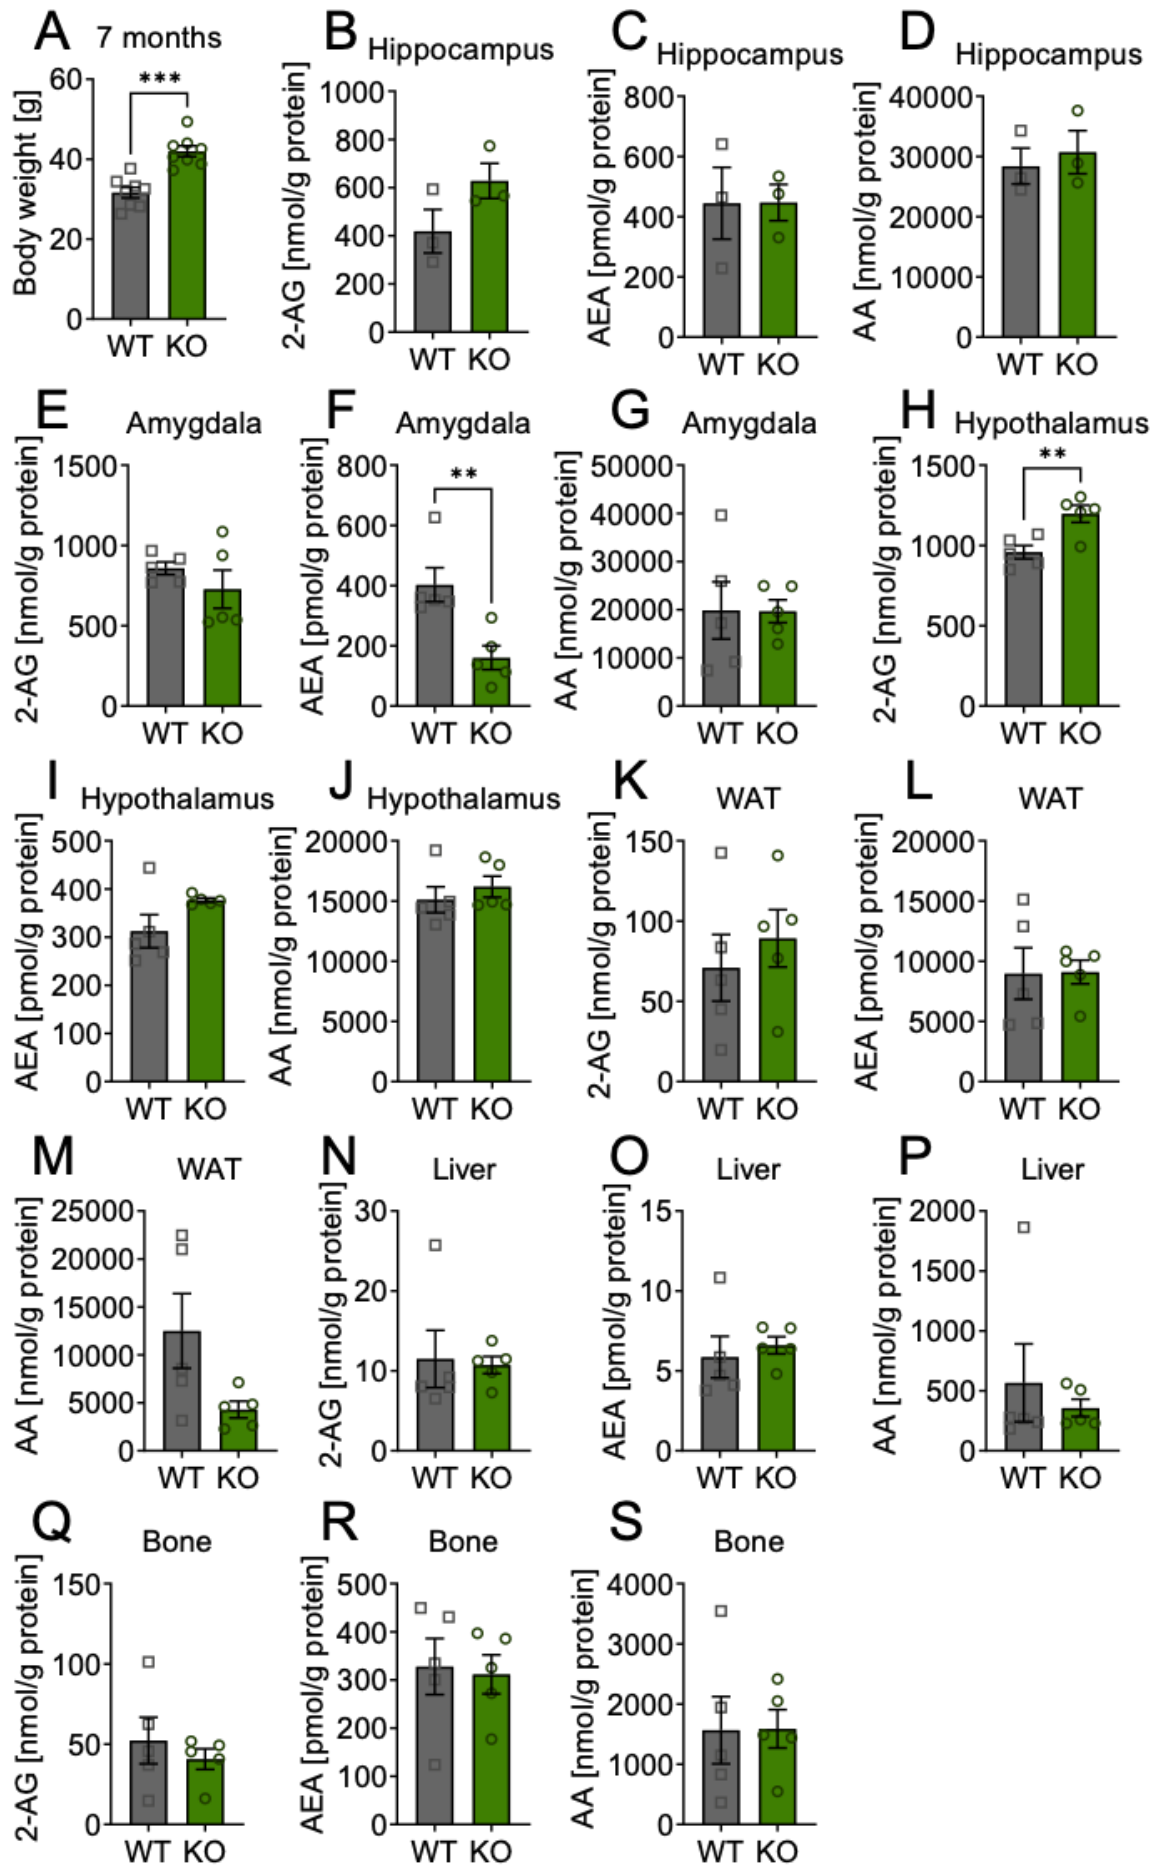 A 7 months
Body weight [g]
60
40
20
0
***
WT KO
B Hippocampus
2-AG [nmol/g protein]
1000
800
600
400
200
0
WT KO
C Hippocampus
AEA [pmol/g protein]
800
600
400
200
0
WT KO
D Hippocampus
AA [nmol/g protein]
40000
30000
20000
10000
0
WT KO
E Amygdala
2-AG [nmol/g protein]
1500
1000
500
0
WT KO
F Amygdala
AEA [pmol/g protein]
800
600
400
200
0
**
WT KO
G Amygdala
AA [nmol/g protein]
50000
40000
30000
20000
10000
0
WT KO
H Hypothalamus
2-AG [nmol/g protein]
1500
1000
500
0
**
WT KO
I Hypothalamus
AEA [pmol/g protein]
500
400
300
200
100
0
WT KO
J Hypothalamus
AA [nmol/g protein]
20000
15000
10000
5000
0
WT KO
K WAT
2-AG [nmol/g protein]
150
100
50
0
WT KO
L WAT
AEA [pmol/g protein]
20000
15000
10000
5000
0
WT KO
M WAT
AA [nmol/g protein]
25000
20000
15000
10000
5000
0
WT KO
N Liver
2-AG [nmol/g protein]
30
20
10
0
WT KO
O Liver
AEA [pmol/g protein]
15
10
5
0
WT KO
P Liver
AA [nmol/g protein]
2000
1500
1000
500
0
WT KO
Q Bone
2-AG [nmol/g protein]
150
100
50
0
WT KO
R Bone
AEA [pmol/g protein]
500
400
300
200
100
0
WT KO
S Bone
AA [nmol/g protein]
4000
3000
2000
1000
0
WT KO